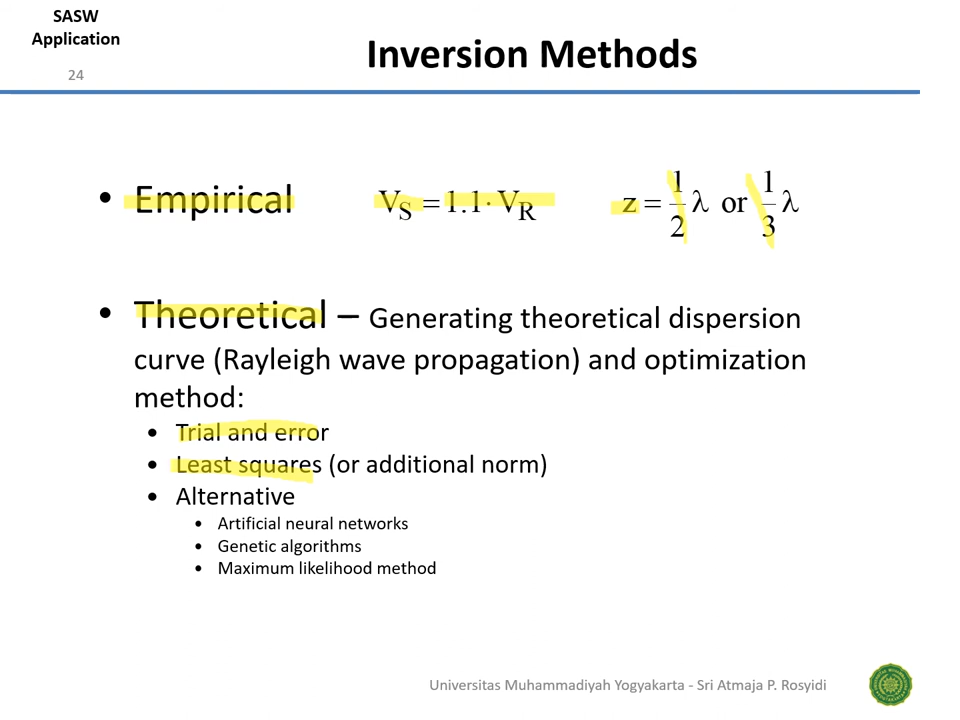 SASW
Application
24
Inversion Methods
• Empirical V_S = 1.1 · V_R z = 1/2 λ or 1/3 λ
• Theoretical – Generating theoretical dispersion
curve (Rayleigh wave propagation) and optimization
method:
• Trial and error
• Least squares (or additional norm)
• Alternative
• Artificial neural networks
• Genetic algorithms
• Maximum likelihood method
Universitas Muhammadiyah Yogyakarta - Sri Atmaja P. Rosyidi